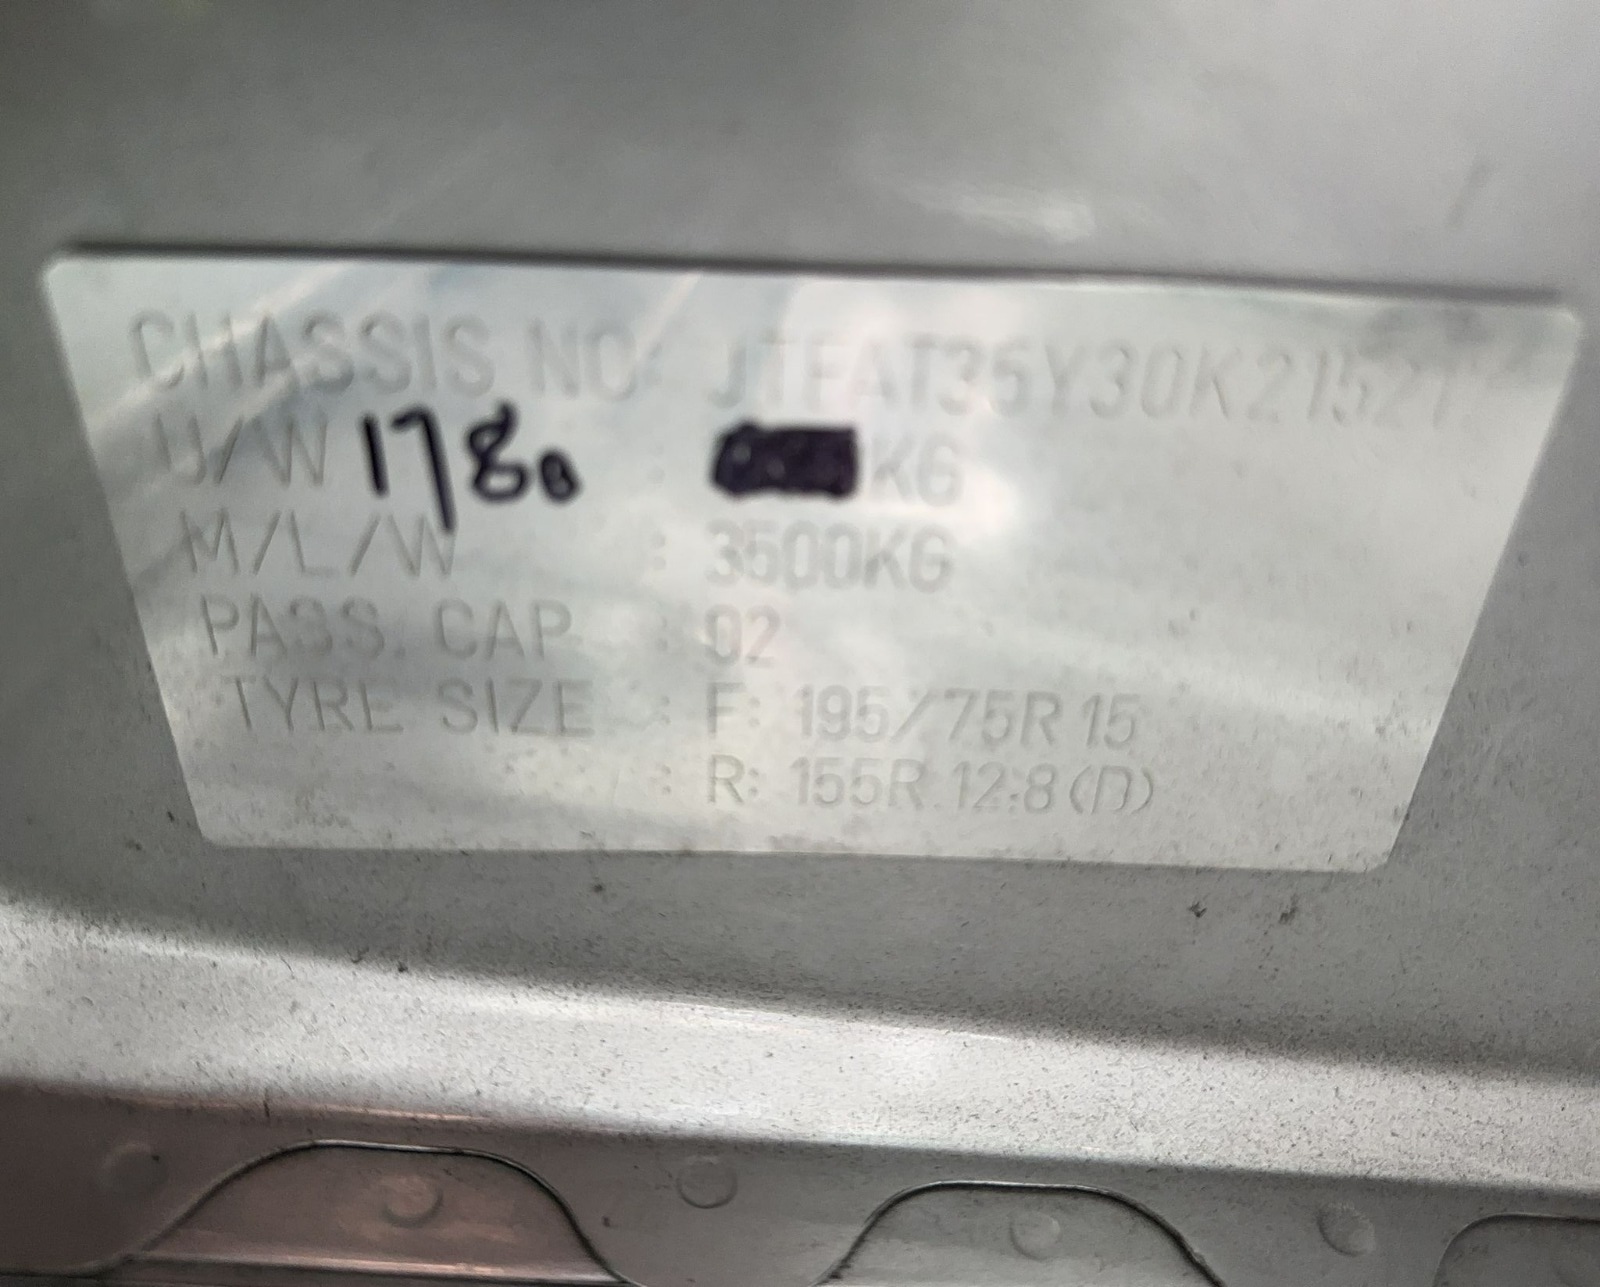 CHASSIS NO: JTFAT35Y30K21521
U/W 1780 : KG
M/L/W : 3500KG
PASS. CAP : 02
TYRE SIZE : F: 195/75R 15
: R: 155R 12:8(D)